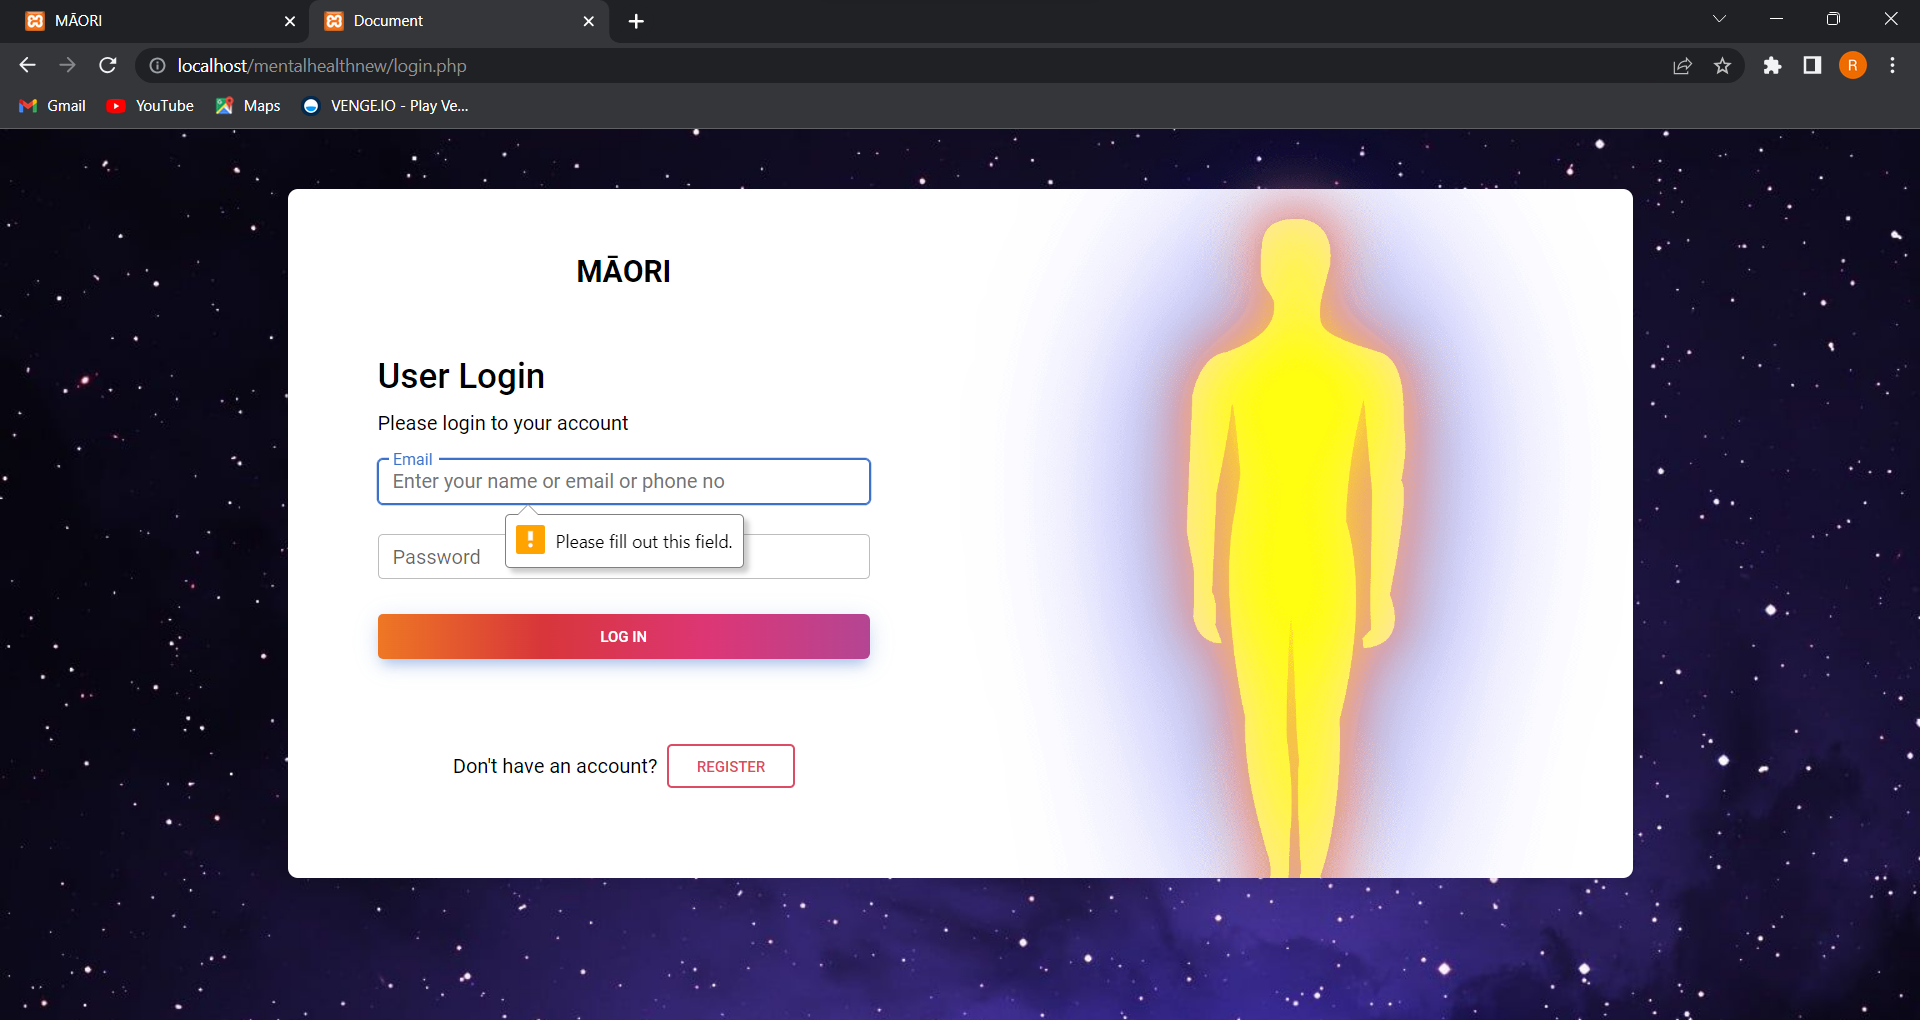 MĀORI
Document
localhost/mentalhealthnew/login.php
R
Gmail
YouTube
Maps
VENGE.IO - Play Ve...
MĀORI
User Login
Please login to your account
Email
Enter your name or email or phone no
Please fill out this field.
Password
LOG IN
Don't have an account?
REGISTER